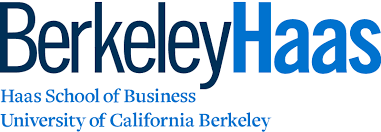 BerkeleyHaas
Haas School of Business
University of California Berkeley